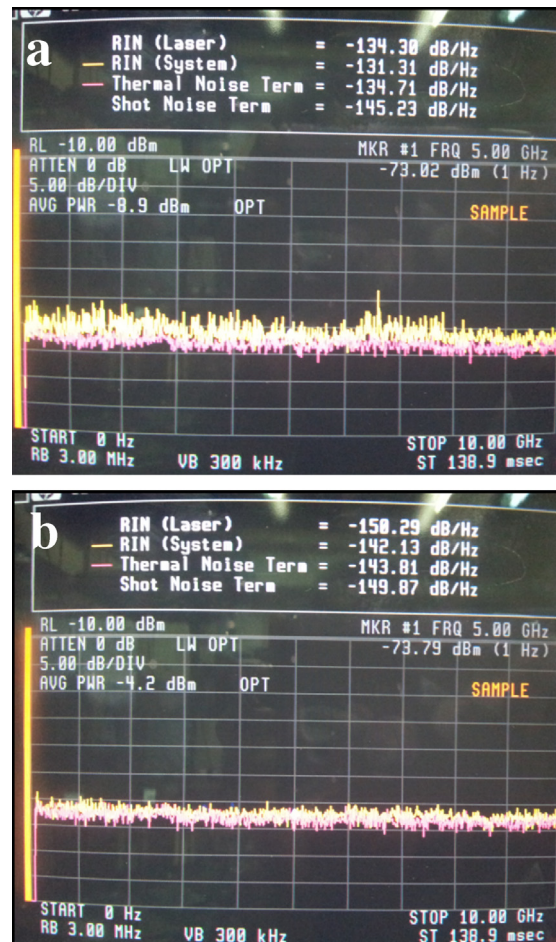 a
RIN (Laser) = -134.30 dB/Hz
RIN (System) = -131.31 dB/Hz
Thermal Noise Term = -134.71 dB/Hz
Shot Noise Term = -145.23 dB/Hz
RL -10.00 dBm MKR #1 FRQ 5.00 GHz
ATTEN 0 dB LW OPT -73.02 dBm (1 Hz)
5.00 dB/DIV
AVG PWR -8.9 dBm OPT SAMPLE
START 0 Hz STOP 10.00 GHz
RB 3.00 MHz VB 300 kHz ST 138.9 msec
b
RIN (Laser) = -150.29 dB/Hz
RIN (System) = -142.13 dB/Hz
Thermal Noise Term = -143.81 dB/Hz
Shot Noise Term = -149.87 dB/Hz
RL -10.00 dBm MKR #1 FRQ 5.00 GHz
ATTEN 0 dB LW OPT -73.79 dBm (1 Hz)
5.00 dB/DIV
AVG PWR -4.2 dBm OPT SAMPLE
START 0 Hz STOP 10.00 GHz
RB 3.00 MHz VB 300 kHz ST 138.9 msec